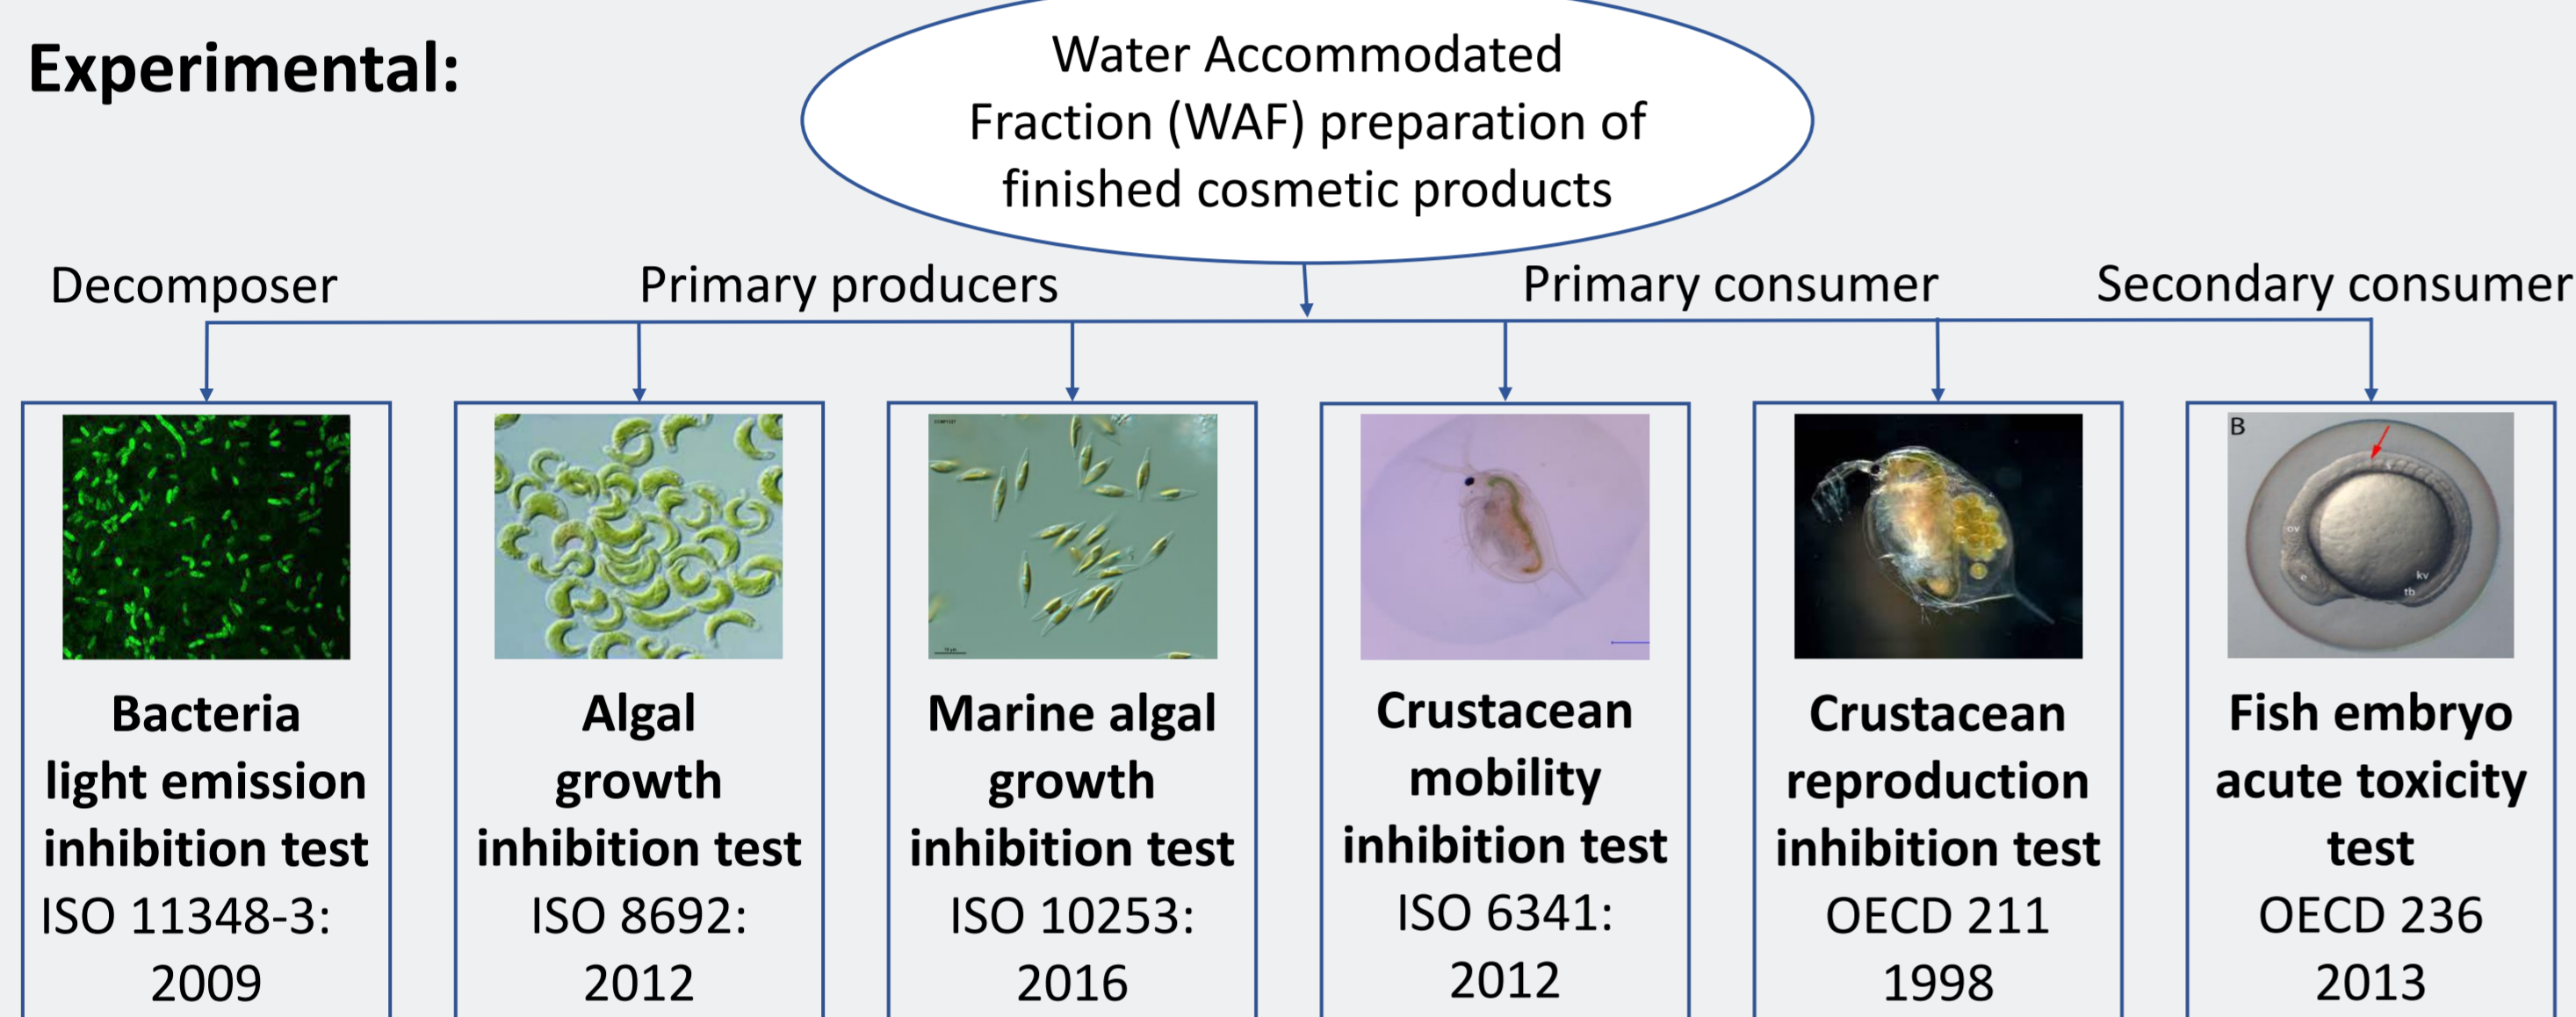 Experimental:
Water Accommodated
Fraction (WAF) preparation of
finished cosmetic products
Decomposer
Primary producers
Primary consumer
Secondary consumer
Bacteria
light emission
inhibition test
ISO 11348-3:
2009
Algal
growth
inhibition test
ISO 8692:
2012
Marine algal
growth
inhibition test
ISO 10253:
2016
Crustacean
mobility
inhibition test
ISO 6341:
2012
Crustacean
reproduction
inhibition test
OECD 211
1998
B
ov
e
kv
tb
Fish embryo
acute toxicity
test
OECD 236
2013